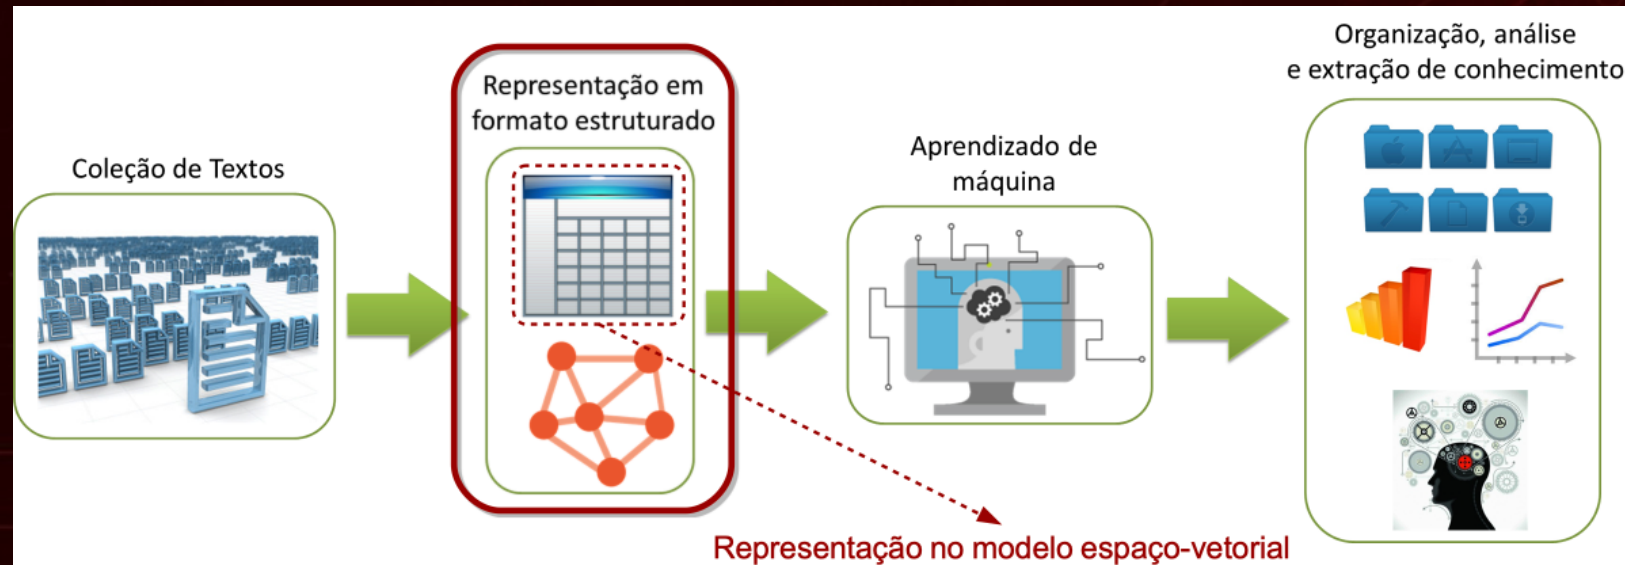 Coleção de Textos
Representação em
formato estruturado
Aprendizado de
máquina
Organização, análise
e extração de conhecimento
Representação no modelo espaço-vetorial